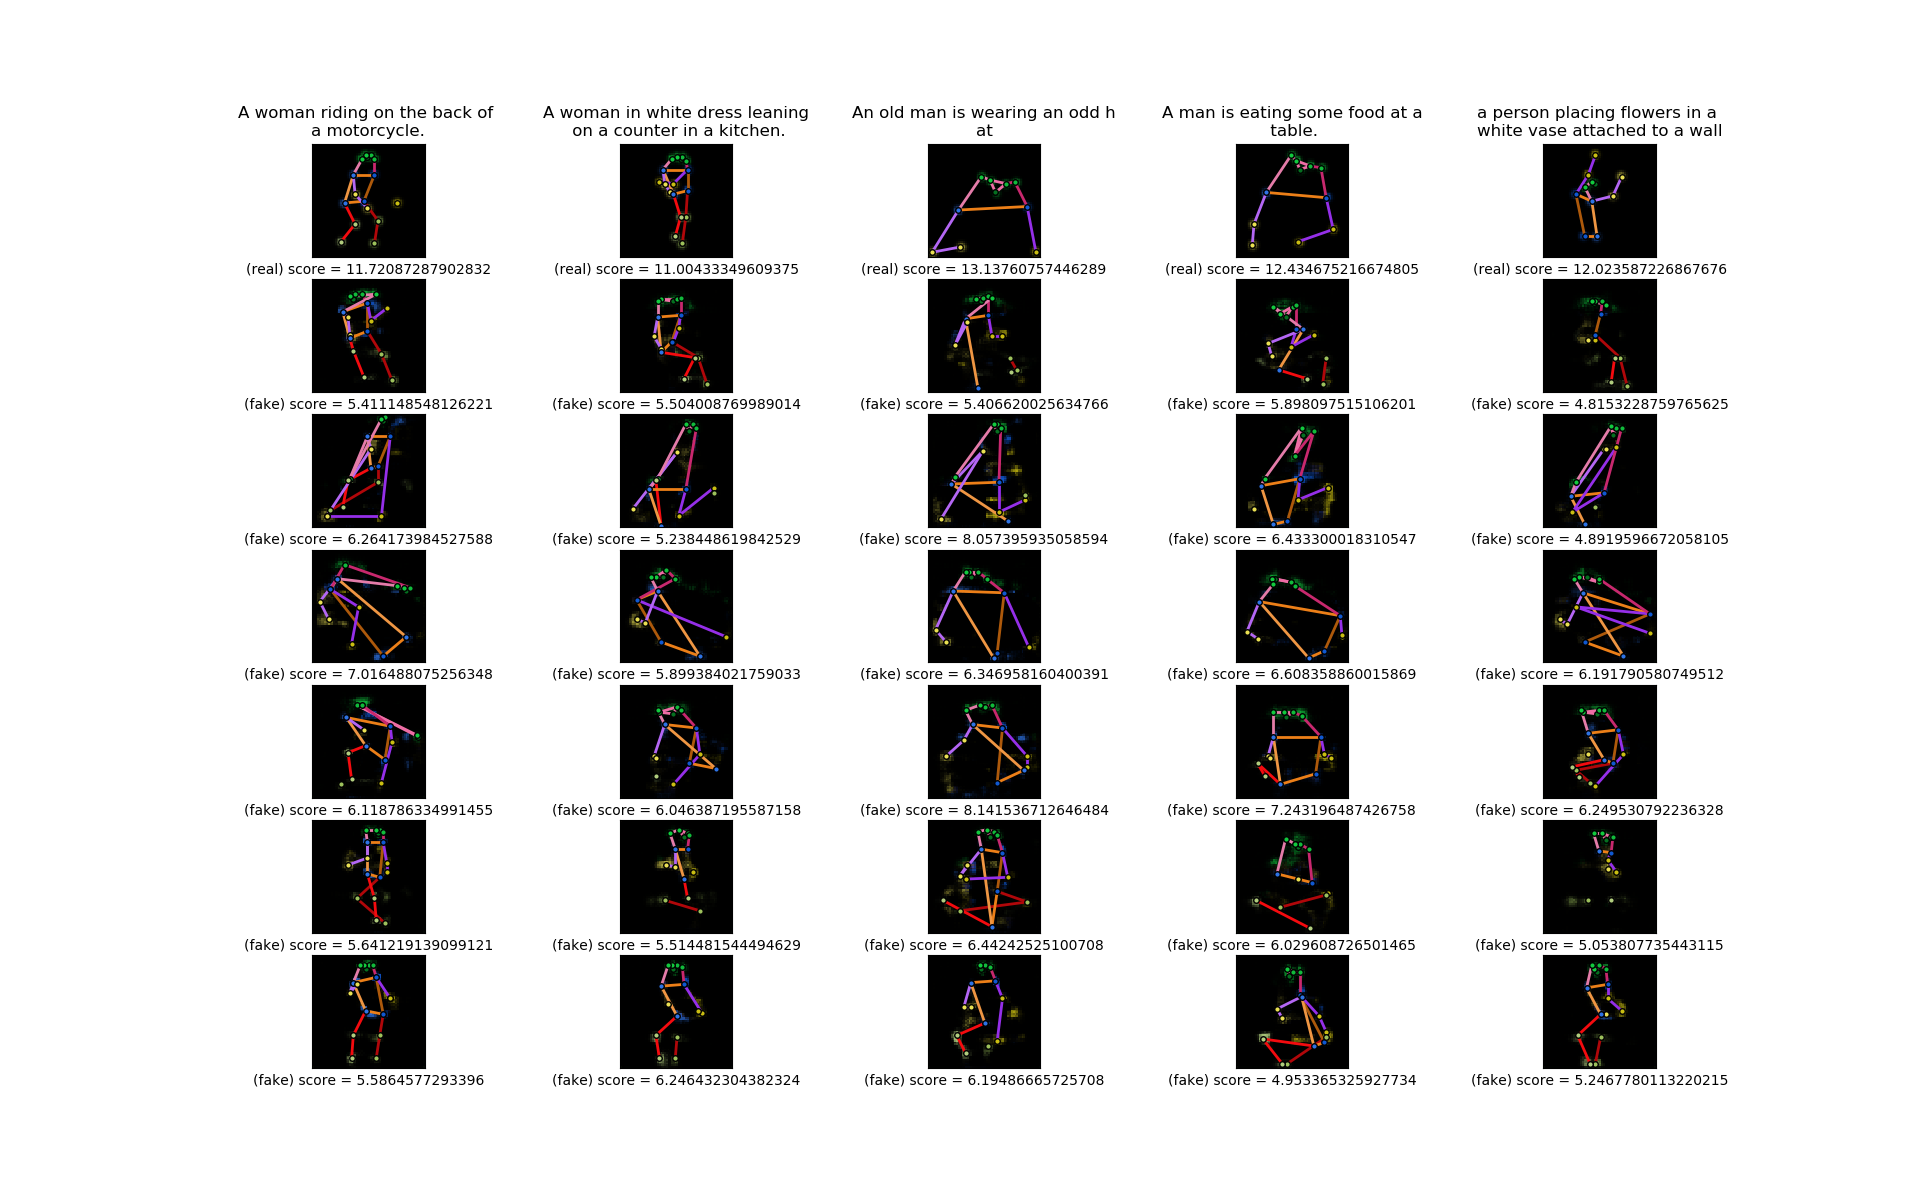 A woman riding on the back of
a motorcycle.
A woman in white dress leaning
on a counter in a kitchen.
An old man is wearing an odd h
at
A man is eating some food at a
table.
a person placing flowers in a
white vase attached to a wall
(real) score = 11.72087287902832
(real) score = 11.00433349609375
(real) score = 13.13760757446289
(real) score = 12.434675216674805
(real) score = 12.023587226867676
(fake) score = 5.411148548126221
(fake) score = 5.504008769989014
(fake) score = 5.406620025634766
(fake) score = 5.898097515106201
(fake) score = 4.8153228759765625
(fake) score = 6.264173984527588
(fake) score = 5.238448619842529
(fake) score = 8.057395935058594
(fake) score = 6.433300018310547
(fake) score = 4.8919596672058105
(fake) score = 7.016488075256348
(fake) score = 5.899384021759033
(fake) score = 6.346958160400391
(fake) score = 6.608358860015869
(fake) score = 6.191790580749512
(fake) score = 6.118786334991455
(fake) score = 6.046387195587158
(fake) score = 8.141536712646484
(fake) score = 7.243196487426758
(fake) score = 6.249530792236328
(fake) score = 5.641219139099121
(fake) score = 5.514481544494629
(fake) score = 6.44242525100708
(fake) score = 6.029608726501465
(fake) score = 5.053807735443115
(fake) score = 5.5864577293396
(fake) score = 6.246432304382324
(fake) score = 6.19486665725708
(fake) score = 4.953365325927734
(fake) score = 5.2467780113220215